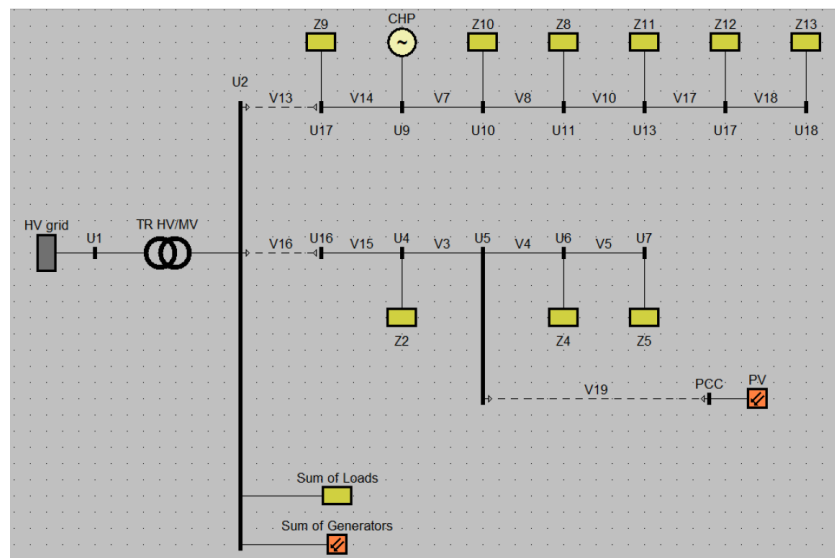 Z9 CHP Z10 Z8 Z11 Z12 Z13
~
U2
V13 V14 V7 V8 V10 V17 V18
U17 U9 U10 U11 U13 U17 U18
HV grid U1 TR HV/MV
V16 U16 V15 U4 V3 U5 V4 U6 V5 U7
Z2 Z4 Z5
V19 PCC PV
Sum of Loads
Sum of Generators